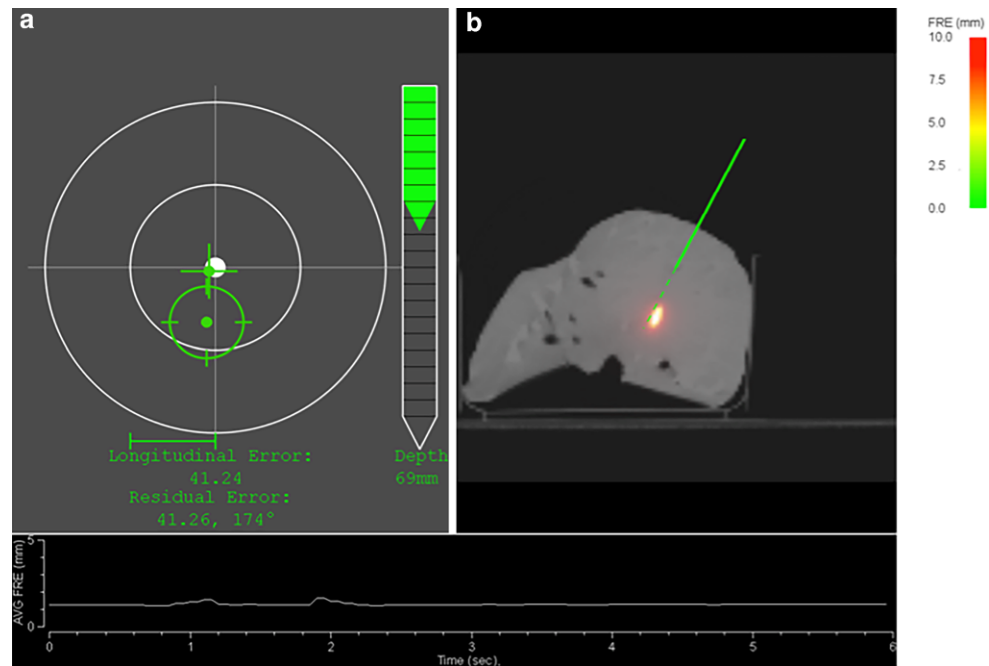 a
b
FRE (mm)
10.0
7.5
5.0
2.5
0.0
Longitudinal Error:
41.24
Residual Error:
41.26, 174°
Depth
69mm
AVG FRE (mm)
5
0
0 1 2 3 4 5 6
Time (sec).